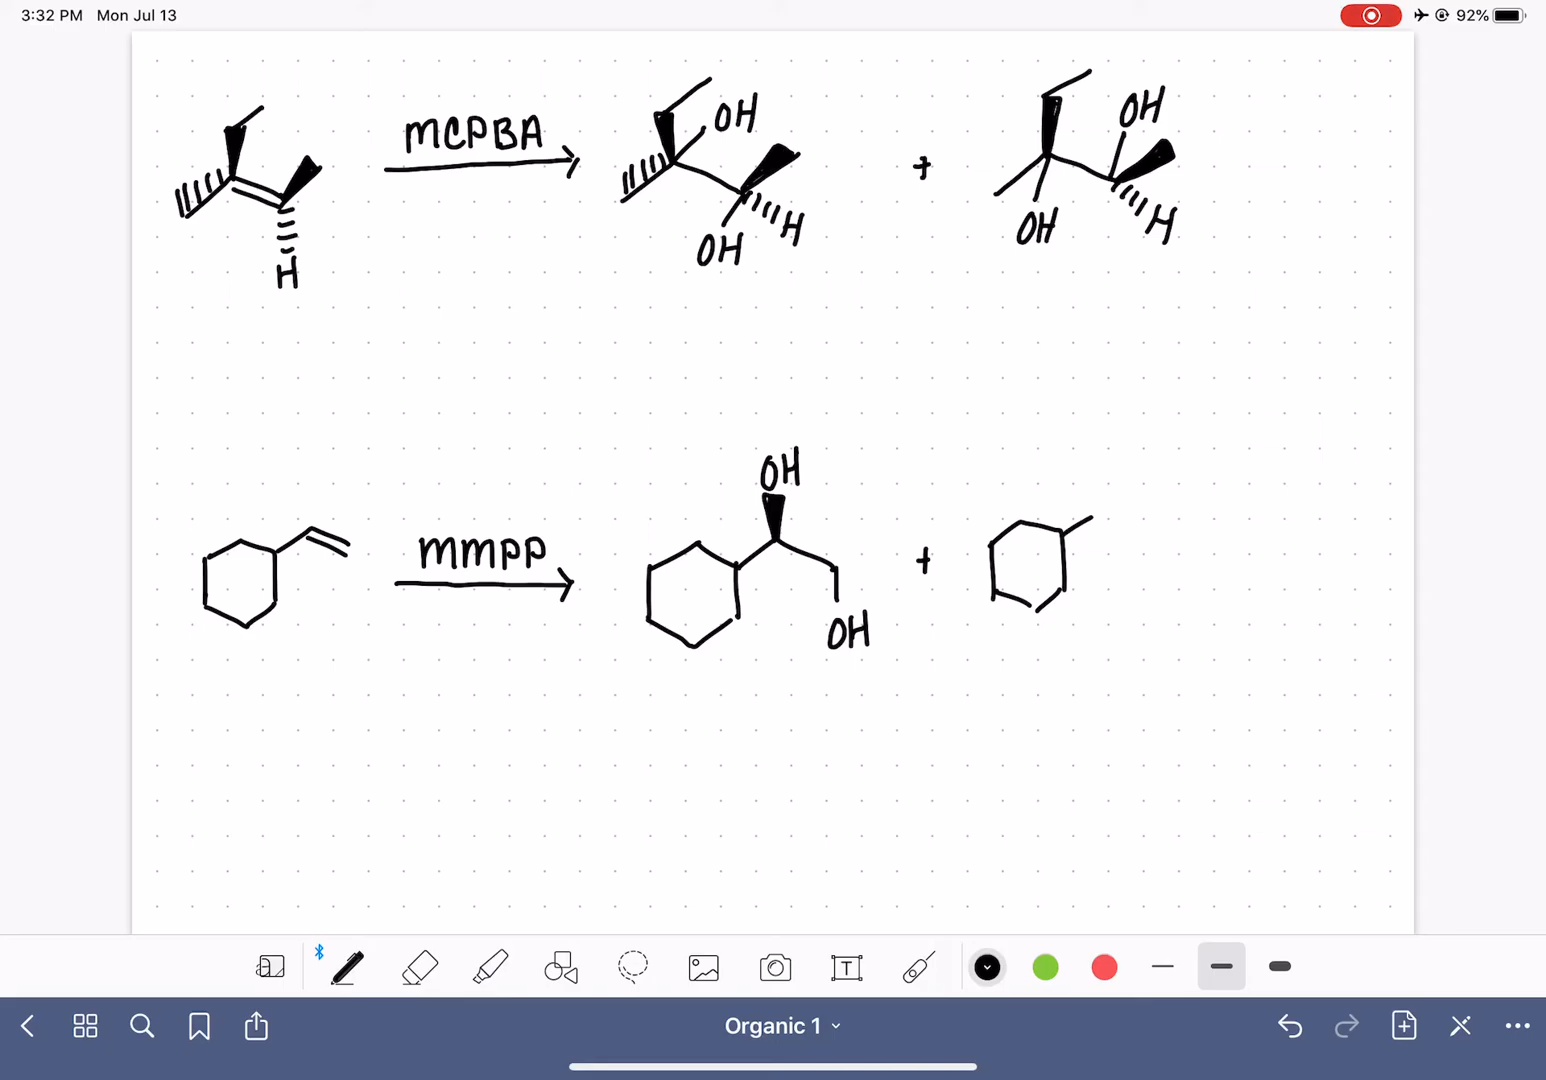 3:32 PM Mon Jul 13
92%
MCPBA
OH
OH
H
+
OH
OH
H
H
OH
MMPP
+
OH
T
Organic 1